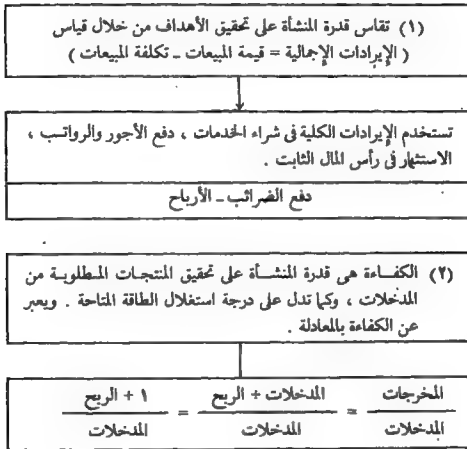 (١) تقاس قدرة المنشأة على تحقيق الأهداف من خلال قياس
( الإيرادات الإجمالية = قيمة المبيعات ـ تكلفة المبيعات )
تستخدم الإيرادات الكلية فى شراء الخدمات ، دفع الأجور والرواتب ،
الاستثمار فى رأس المال الثابت .
دفع الضرائب ـ الأرباح
(٢) الكفاءة هى قدرة المنشأة على تحقيق المنتجات المطلوبة من
المدخلات ، وكما تدل على درجة استغلال الطاقة المتاحة . ويعبر
عن الكفاءة بالمعادلة .
المخرجات = المدخلات + الربح = ١ + الربح
المدخلات المدخلات المدخلات